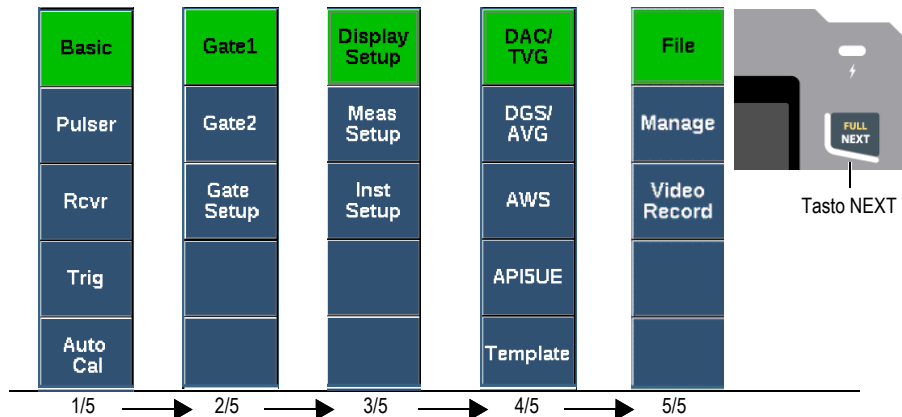 Basic
Pulser
Rcvr
Trig
Auto
Cal
1/5
Gate1
Gate2
Gate
Setup
2/5
Display
Setup
Meas
Setup
Inst
Setup
3/5
DAC/
TVG
DGS/
AVG
AWS
API5UE
Template
4/5
File
Manage
Video
Record
5/5
FULL
NEXT
Tasto NEXT